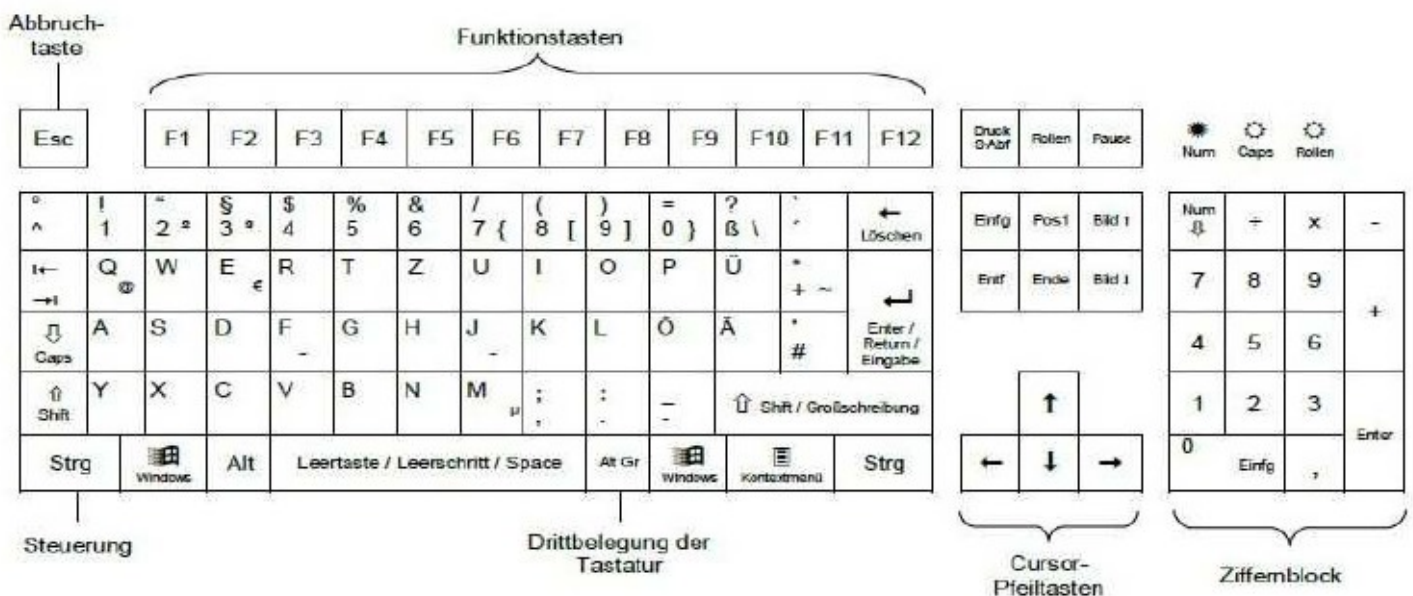 Abbruch-
taste
Funktionstasten
Esc F1 F2 F3 F4 F5 F6 F7 F8 F9 F10 F11 F12 Druck S-Abf Rollen Pause Num Caps Rollen
° ! " § $ % & / ( ) = ? `
^ 1 2 ² 3 ³ 4 5 6 7 { 8 [ 9 ] 0 } ß \ ´ ← Löschen Einfg Pos1 Bild ↑ Num ⇩ ÷ x -
Q @ W E € R T Z U I O P Ü * + ~ Entf Ende Bild ↓ 7 8 9 +
⇩ Caps A S D F - G H J - K L Ö Ä ' # Enter / Return / Eingabe 4 5 6
⇧ Shift Y X C V B N M µ ; , : . _ - ⇧ Shift / Großschreibung ↑ 1 2 3 Enter
Strg Windows Alt Leertaste / Leerschritt / Space Alt Gr Windows Kontextmenü Strg ← ↓ → 0 Einfg ,
Steuerung
Drittbelegung der
Tastatur
Cursor-
Pfeiltasten
Ziffernblock